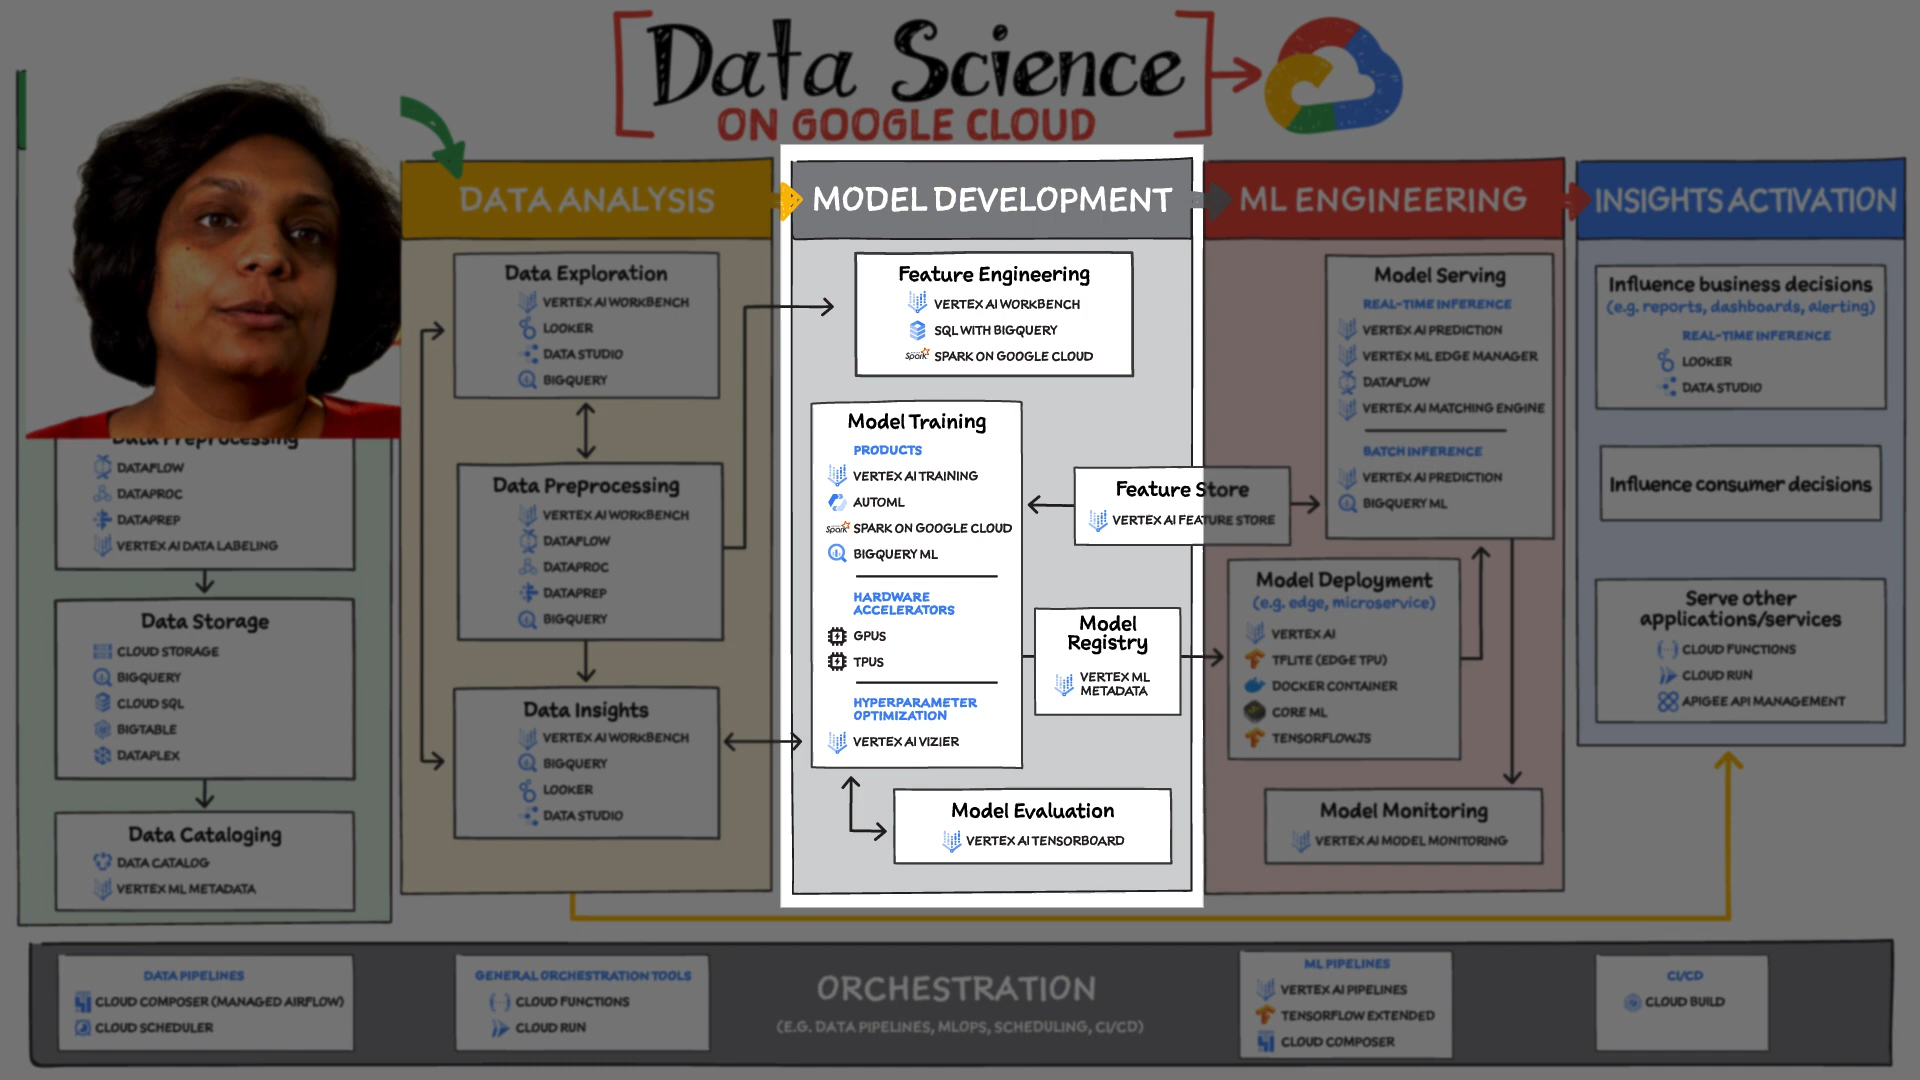 Data Science
ON GOOGLE CLOUD
DATA ANALYSIS
Data Exploration
VERTEX AI WORKBENCH
LOOKER
DATA STUDIO
BIGQUERY
Data Preprocessing
VERTEX AI WORKBENCH
DATAFLOW
DATAPROC
DATAPREP
BIGQUERY
Data Insights
VERTEX AI WORKBENCH
BIGQUERY
LOOKER
DATA STUDIO
Data Preprocessing
DATAFLOW
DATAPROC
DATAPREP
VERTEX AI DATA LABELING
Data Storage
CLOUD STORAGE
BIGQUERY
CLOUD SQL
BIGTABLE
DATAPLEX
Data Cataloging
DATA CATALOG
VERTEX ML METADATA
MODEL DEVELOPMENT
Feature Engineering
VERTEX AI WORKBENCH
SQL WITH BIGQUERY
Spark SPARK ON GOOGLE CLOUD
Model Training
PRODUCTS
VERTEX AI TRAINING
AUTOML
Spark SPARK ON GOOGLE CLOUD
BIGQUERY ML
HARDWARE
ACCELERATORS
GPUS
TPUS
HYPERPARAMETER
OPTIMIZATION
VERTEX AI VIZIER
Feature Store
VERTEX AI FEATURE STORE
Model
Registry
VERTEX ML
METADATA
Model Evaluation
VERTEX AI TENSORBOARD
ML ENGINEERING
Model Serving
REAL-TIME INFERENCE
VERTEX AI PREDICTION
VERTEX ML EDGE MANAGER
DATAFLOW
VERTEX AI MATCHING ENGINE
BATCH INFERENCE
VERTEX AI PREDICTION
BIGQUERY ML
Model Deployment
(e.g. edge, microservice)
VERTEX AI
TFLITE (EDGE TPU)
DOCKER CONTAINER
CORE ML
TENSORFLOW.JS
Model Monitoring
VERTEX AI MODEL MONITORING
INSIGHTS ACTIVATION
Influence business decisions
(e.g. reports, dashboards, alerting)
REAL-TIME INFERENCE
LOOKER
DATA STUDIO
Influence consumer decisions
Serve other
applications/services
CLOUD FUNCTIONS
CLOUD RUN
APIGEE API MANAGEMENT
DATA PIPELINES
CLOUD COMPOSER (MANAGED AIRFLOW)
CLOUD SCHEDULER
GENERAL ORCHESTRATION TOOLS
CLOUD FUNCTIONS
CLOUD RUN
ORCHESTRATION
(E.G. DATA PIPELINES, MLOPS, SCHEDULING, CI/CD)
ML PIPELINES
VERTEX AI PIPELINES
TENSORFLOW EXTENDED
CLOUD COMPOSER
CI/CD
CLOUD BUILD